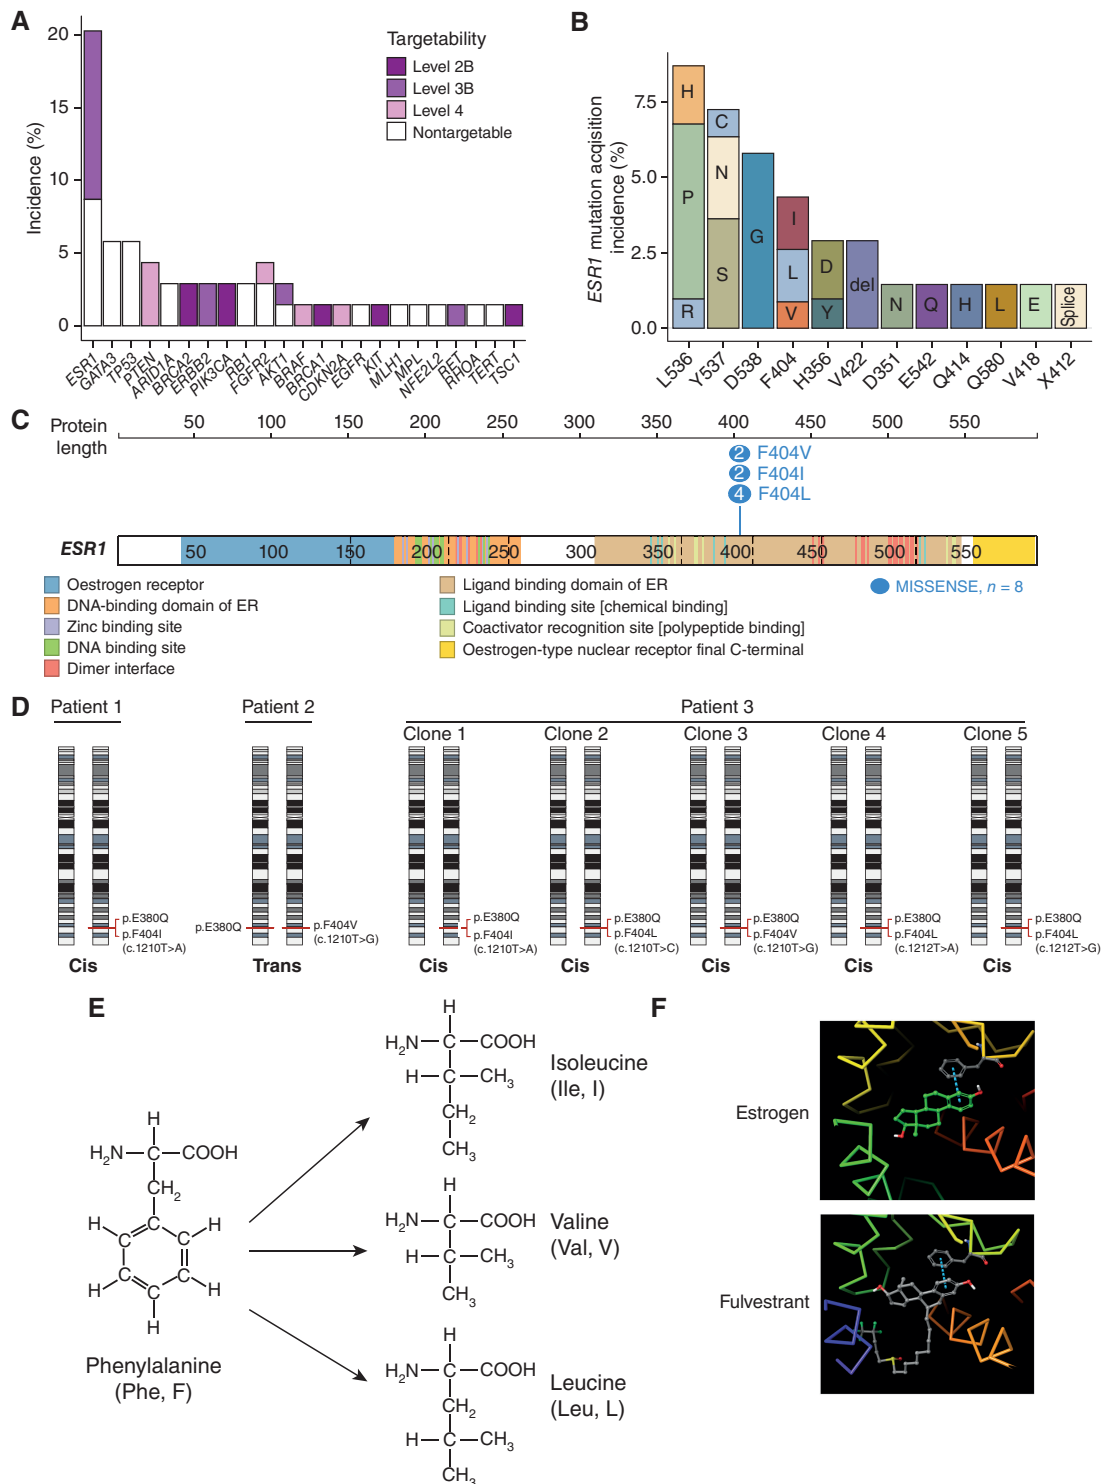 A
20
15
10
5
0
Incidence (%)
Targetability
Level 2B
Level 3B
Level 4
Nontargetable
ESR1
GATA3
TP53
PTEN
ARID1A
BRCA2
ERBB2
PIK3CA
RB1
FGFR2
AKT1
BRAF
BRCA1
CDKN2A
EGFR
KIT
MLH1
MPL
NFE2L2
RET
RHOA
TERT
TSC1
B
ESR1 mutation acqisition
incidence (%)
7.5
5.0
2.5
0.0
H
P
R
C
N
S
G
I
L
V
D
Y
del
N
Q
H
L
E
Splice
L536
Y537
D538
F404
H356
V422
D351
E542
Q414
Q580
V418
X412
C
Protein
length
50 100 150 200 250 300 350 400 450 500 550
2 F404V
2 F404I
4 F404L
ESR1
50 100 150 200 250 300 350 400 450 500 550
Oestrogen receptor
DNA-binding domain of ER
Zinc binding site
DNA binding site
Dimer interface
Ligand binding domain of ER
Ligand binding site [chemical binding]
Coactivator recognition site [polypeptide binding]
Oestrogen-type nuclear receptor final C-terminal
MISSENSE, n = 8
D
Patient 1
Patient 2
Patient 3
Clone 1
Clone 2
Clone 3
Clone 4
Clone 5
p.E380Q
p.F404I
(c.1210T>A)
Cis
p.E380Q
p.F404V
(c.1210T>G)
Trans
p.E380Q
p.F404I
(c.1210T>A)
Cis
p.E380Q
p.F404L
(c.1210T>C)
Cis
p.E380Q
p.F404V
(c.1210T>G)
Cis
p.E380Q
p.F404L
(c.1212T>A)
Cis
p.E380Q
p.F404L
(c.1212T>G)
Cis
E
H
H₂N C COOH
CH₂
H C H
C C
C C
H C H
H
Phenylalanine
(Phe, F)
H
H₂N C COOH
H C CH₃
CH₂
CH₃
Isoleucine
(Ile, I)
H
H₂N C COOH
H C CH₃
CH₃
Valine
(Val, V)
H
H₂N C COOH
CH₂
H C CH₃
CH₃
Leucine
(Leu, L)
F
Estrogen
Fulvestrant